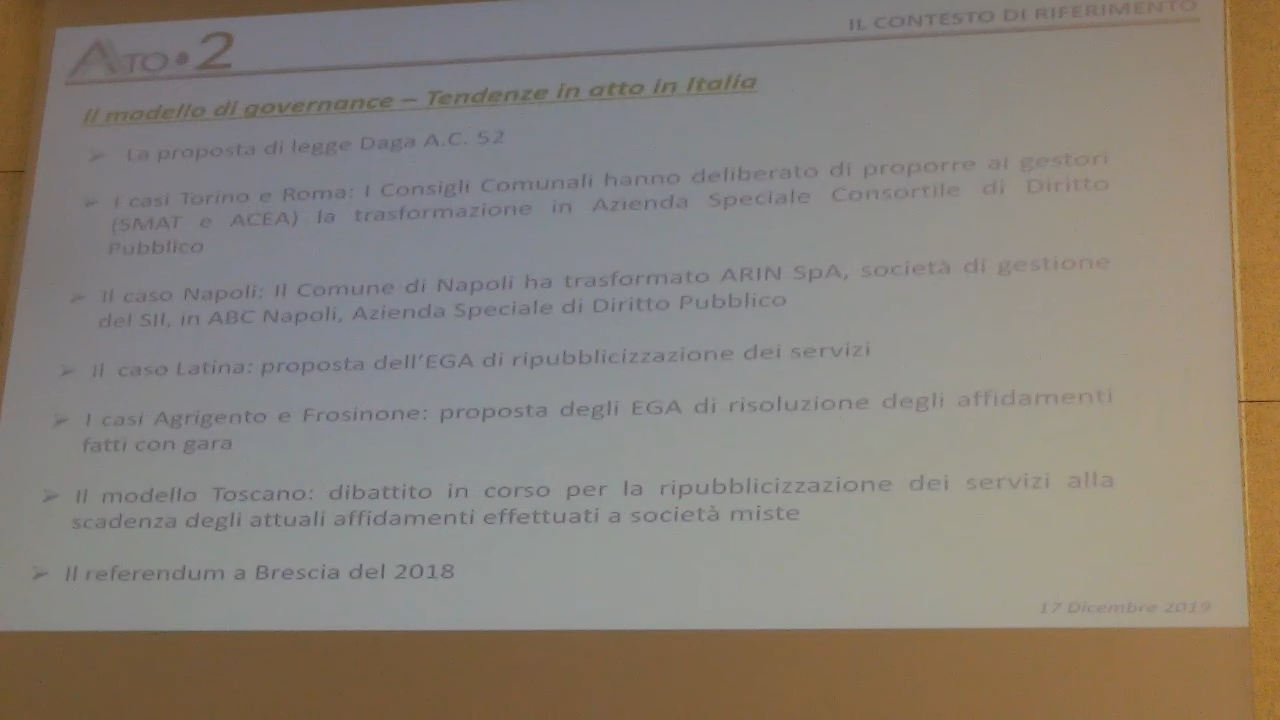 ATO•2
IL CONTESTO DI RIFERIMENTO
Il modello di governance – Tendenze in atto in Italia
➢ La proposta di legge Daga A.C. 52
➢ I casi Torino e Roma: I Consigli Comunali hanno deliberato di proporre ai gestori
(SMAT e ACEA) la trasformazione in Azienda Speciale Consortile di Diritto
Pubblico
➢ Il caso Napoli: Il Comune di Napoli ha trasformato ARIN SpA, società di gestione
del SII, in ABC Napoli, Azienda Speciale di Diritto Pubblico
➢ Il caso Latina: proposta dell'EGA di ripubblicizzazione dei servizi
➢ I casi Agrigento e Frosinone: proposta degli EGA di risoluzione degli affidamenti
fatti con gara
➢ Il modello Toscano: dibattito in corso per la ripubblicizzazione dei servizi alla
scadenza degli attuali affidamenti effettuati a società miste
➢ Il referendum a Brescia del 2018
17 Dicembre 2019